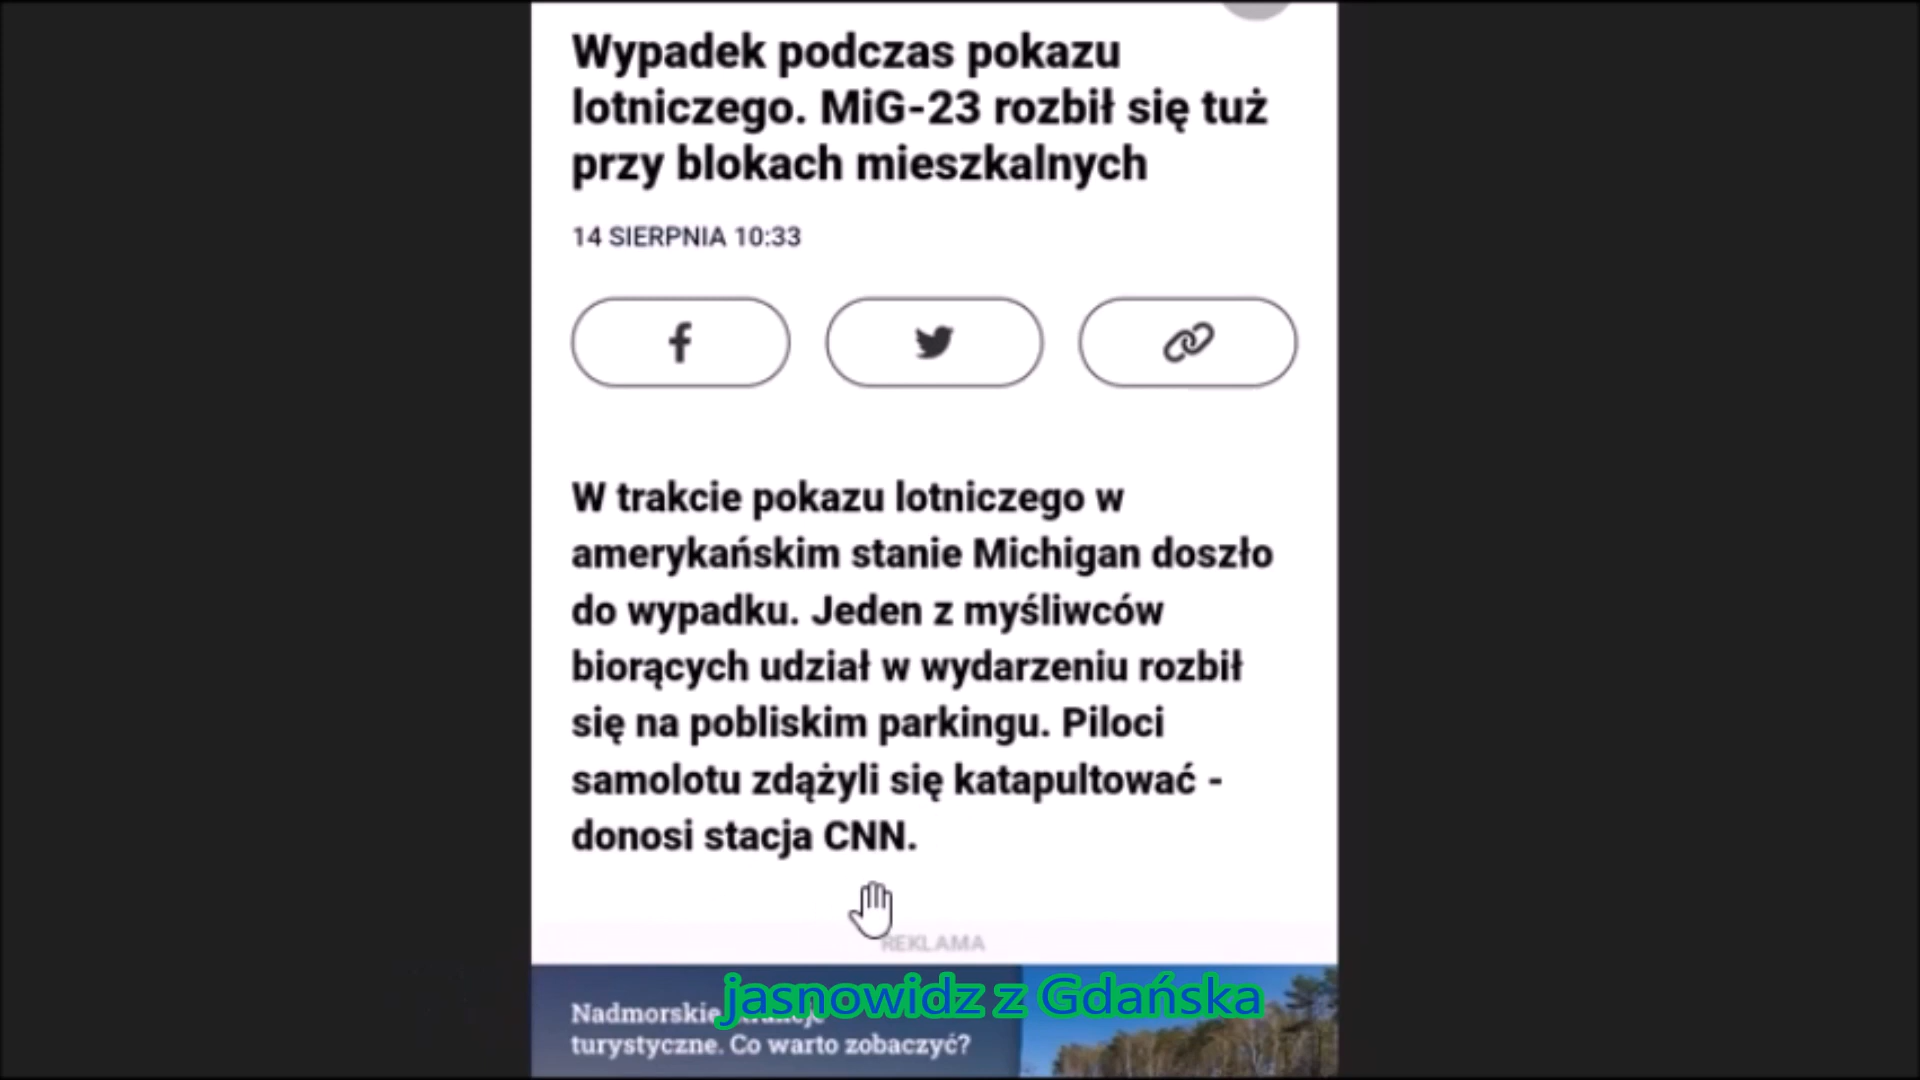 Wypadek podczas pokazu
lotniczego. MiG-23 rozbił się tuż
przy blokach mieszkalnych
14 SIERPNIA 10:33
W trakcie pokazu lotniczego w
amerykańskim stanie Michigan doszło
do wypadku. Jeden z myśliwców
biorących udział w wydarzeniu rozbił
się na pobliskim parkingu. Piloci
samolotu zdążyli się katapultować -
donosi stacja CNN.
REKLAMA
jasnowidz z Gdańska
Nadmorskie
turystyczne. Co warto zobaczyć?